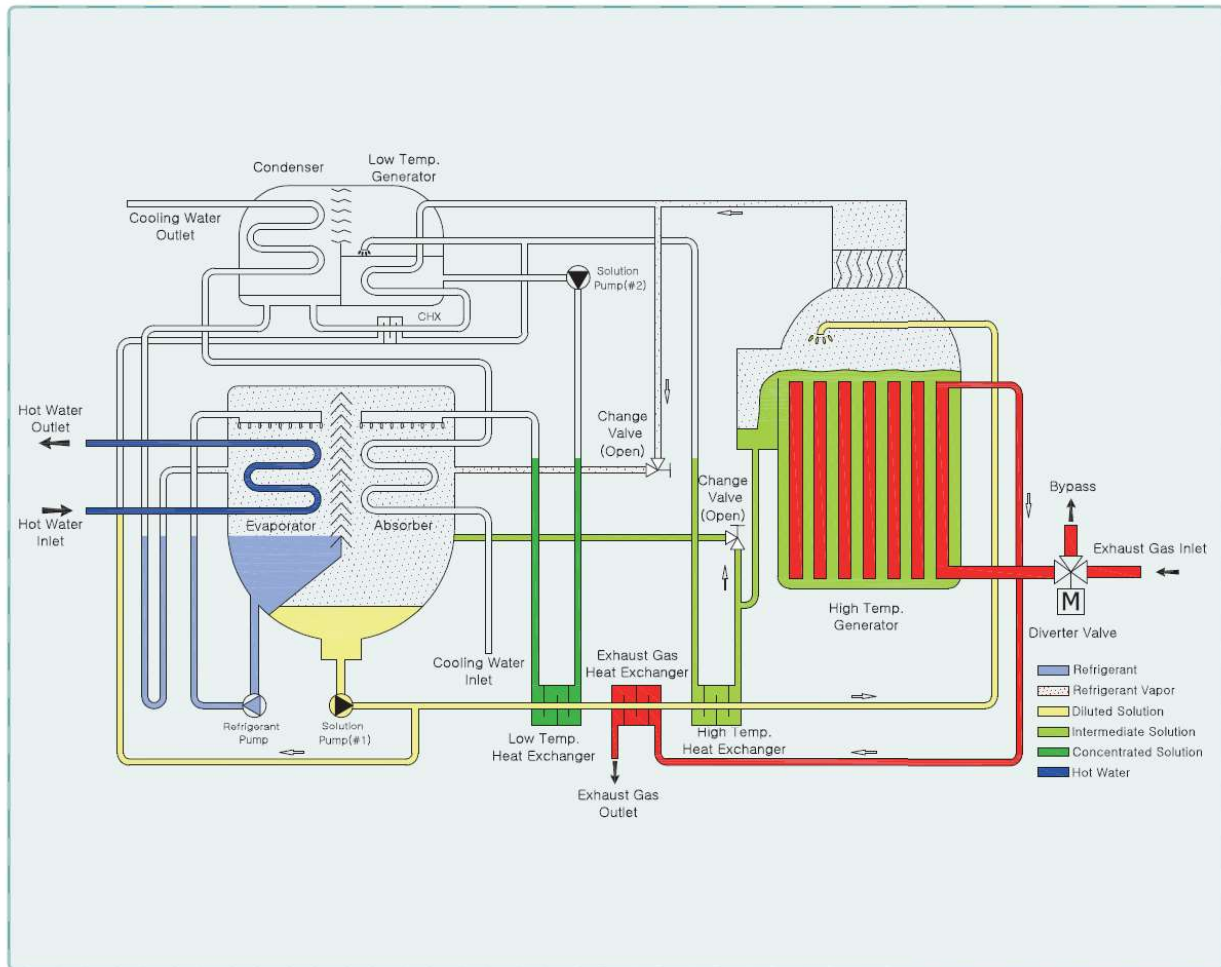 Condenser
Low Temp.
Generator
Cooling Water
Outlet
Solution
Pump(#2)
CHX
Hot Water
Outlet
Change
Valve
(Open)
Change
Valve
(Open)
Bypass
Hot Water
Inlet
Evaporator
Absorber
Exhaust Gas Inlet
M
High Temp.
Generator
Diverter Valve
Cooling Water
Inlet
Exhaust Gas
Heat Exchanger
Refrigerant
Pump
Solution
Pump(#1)
Low Temp.
Heat Exchanger
High Temp.
Heat Exchanger
Exhaust Gas
Outlet
Refrigerant
Refrigerant Vapor
Diluted Solution
Intermediate Solution
Concentrated Solution
Hot Water